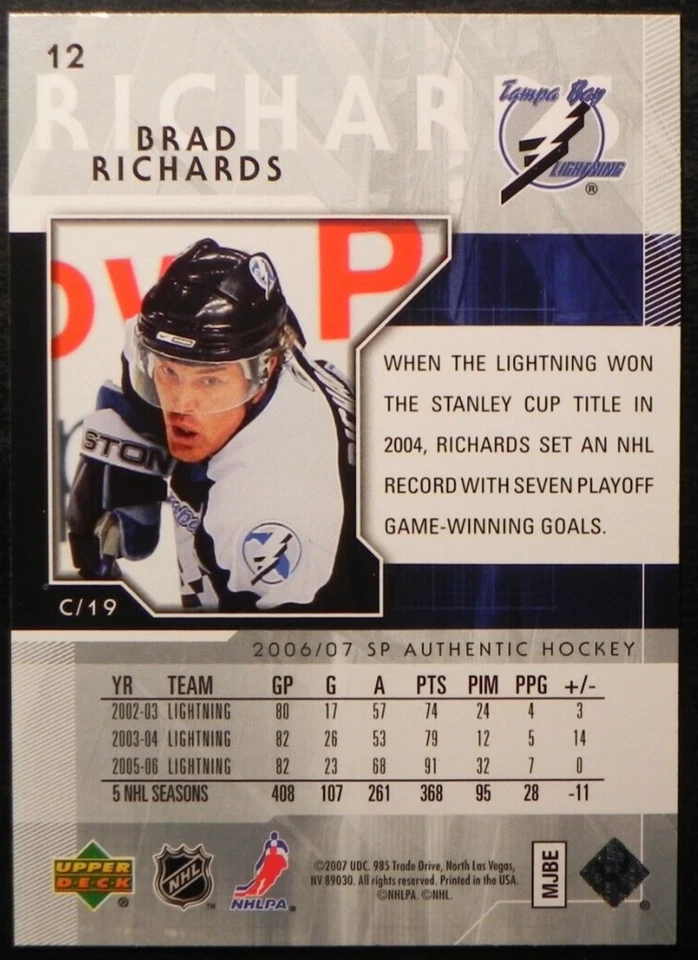 12
RICHARDS
BRAD
RICHARDS
Tampa Bay
LIGHTNING
®
OW P
STON
Tampa
C/19
WHEN THE LIGHTNING WON
THE STANLEY CUP TITLE IN
2004, RICHARDS SET AN NHL
RECORD WITH SEVEN PLAYOFF
GAME-WINNING GOALS.
2006/07 SP AUTHENTIC HOCKEY
YR TEAM GP G A PTS PIM PPG +/-
2002-03 LIGHTNING 80 17 57 74 24 4 3
2003-04 LIGHTNING 82 26 53 79 12 5 14
2005-06 LIGHTNING 82 23 68 91 32 7 0
5 NHL SEASONS 408 107 261 368 95 28 -11
UPPER
DECK
®
NHL
™
NHLPA®
©2007 UDC. 985 Trade Drive, North Las Vegas,
NV 89030. All rights reserved. Printed in the USA.
©NHLPA. ©NHL.
MJBE
®